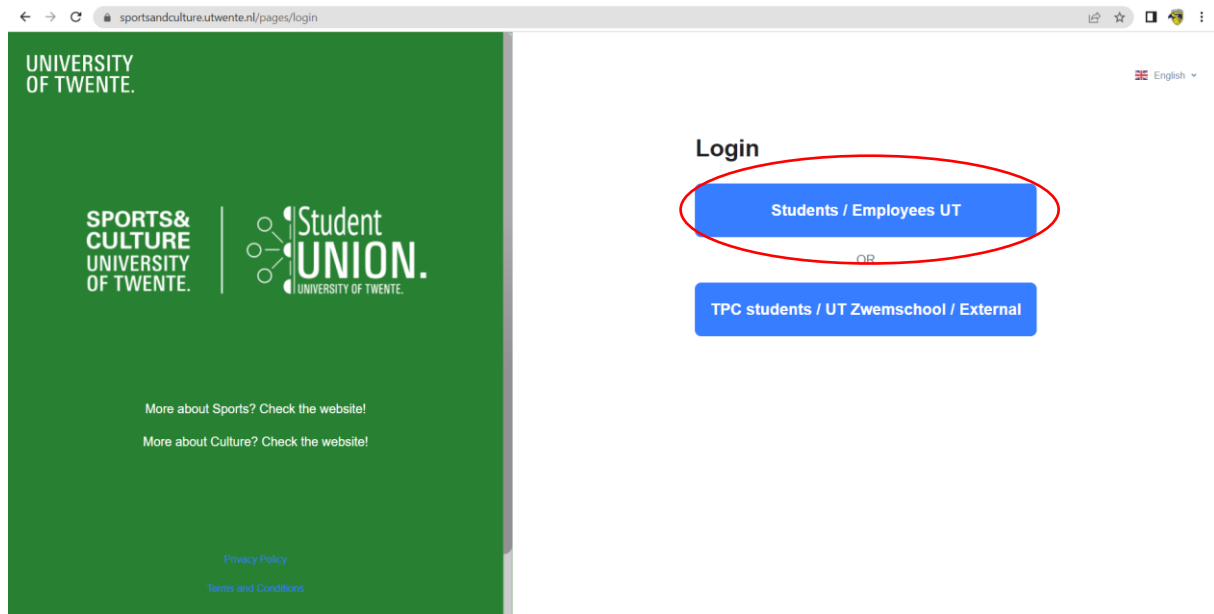 sportsandculture.utwente.nl/pages/login
UNIVERSITY
OF TWENTE.
English
SPORTS&
CULTURE
UNIVERSITY
OF TWENTE.
Student
UNION.
UNIVERSITY OF TWENTE.
More about Sports? Check the website!
More about Culture? Check the website!
Privacy Policy
Terms and Conditions
Login
Students / Employees UT
OR
TPC students / UT Zwemschool / External